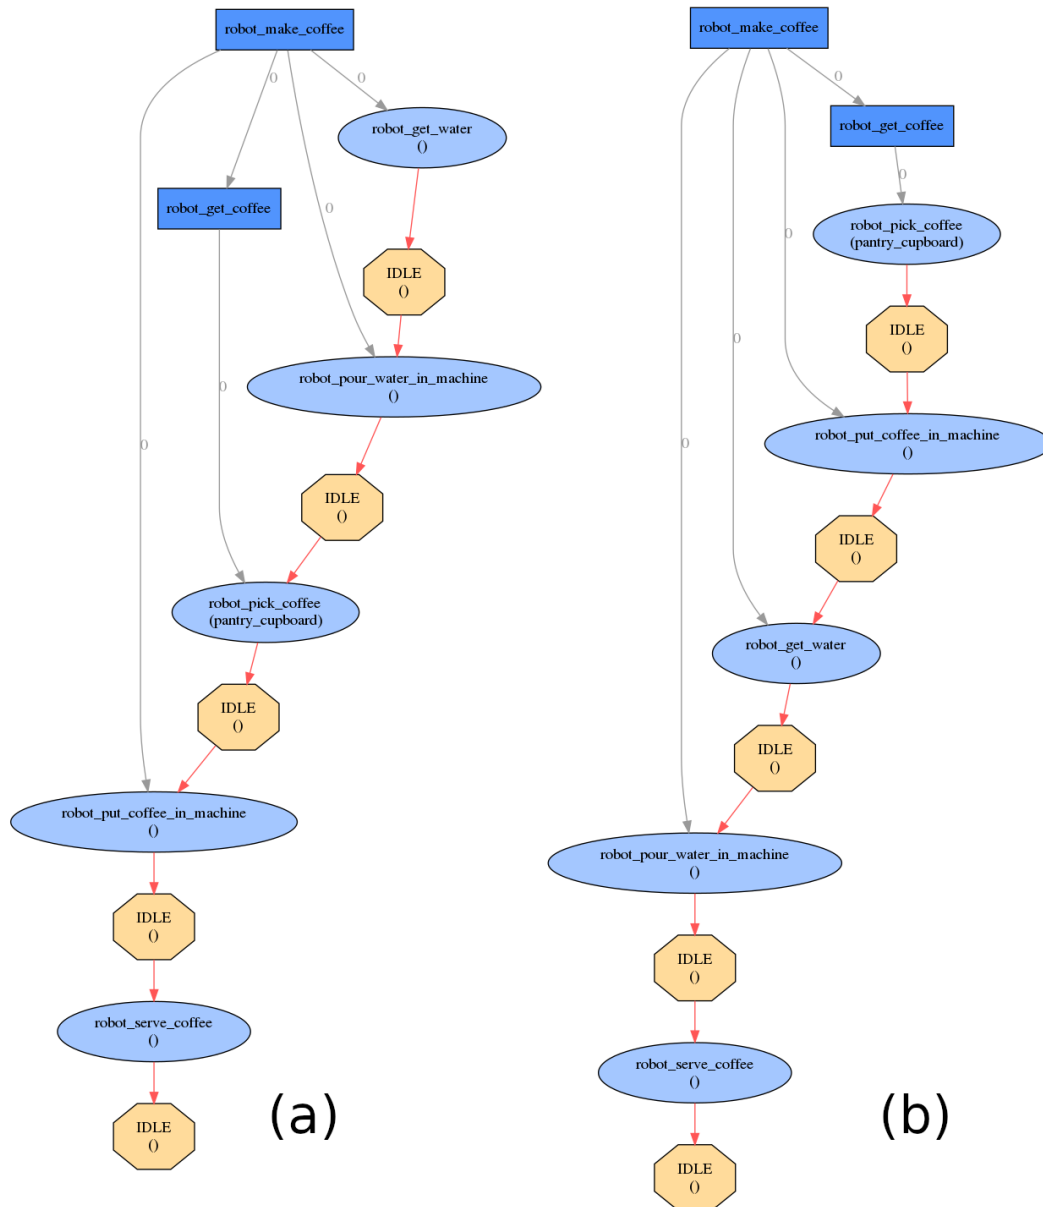 robot_make_coffee
0
0
0
0
robot_get_water
()
robot_get_coffee
0
IDLE
()
robot_pour_water_in_machine
()
IDLE
()
robot_pick_coffee
(pantry_cupboard)
IDLE
()
robot_put_coffee_in_machine
()
IDLE
()
robot_serve_coffee
()
IDLE
()
(a)
robot_make_coffee
0
robot_get_coffee
0
robot_pick_coffee
(pantry_cupboard)
0
IDLE
()
0
robot_put_coffee_in_machine
()
0
IDLE
()
robot_get_water
()
IDLE
()
robot_pour_water_in_machine
()
IDLE
()
robot_serve_coffee
()
IDLE
()
(b)